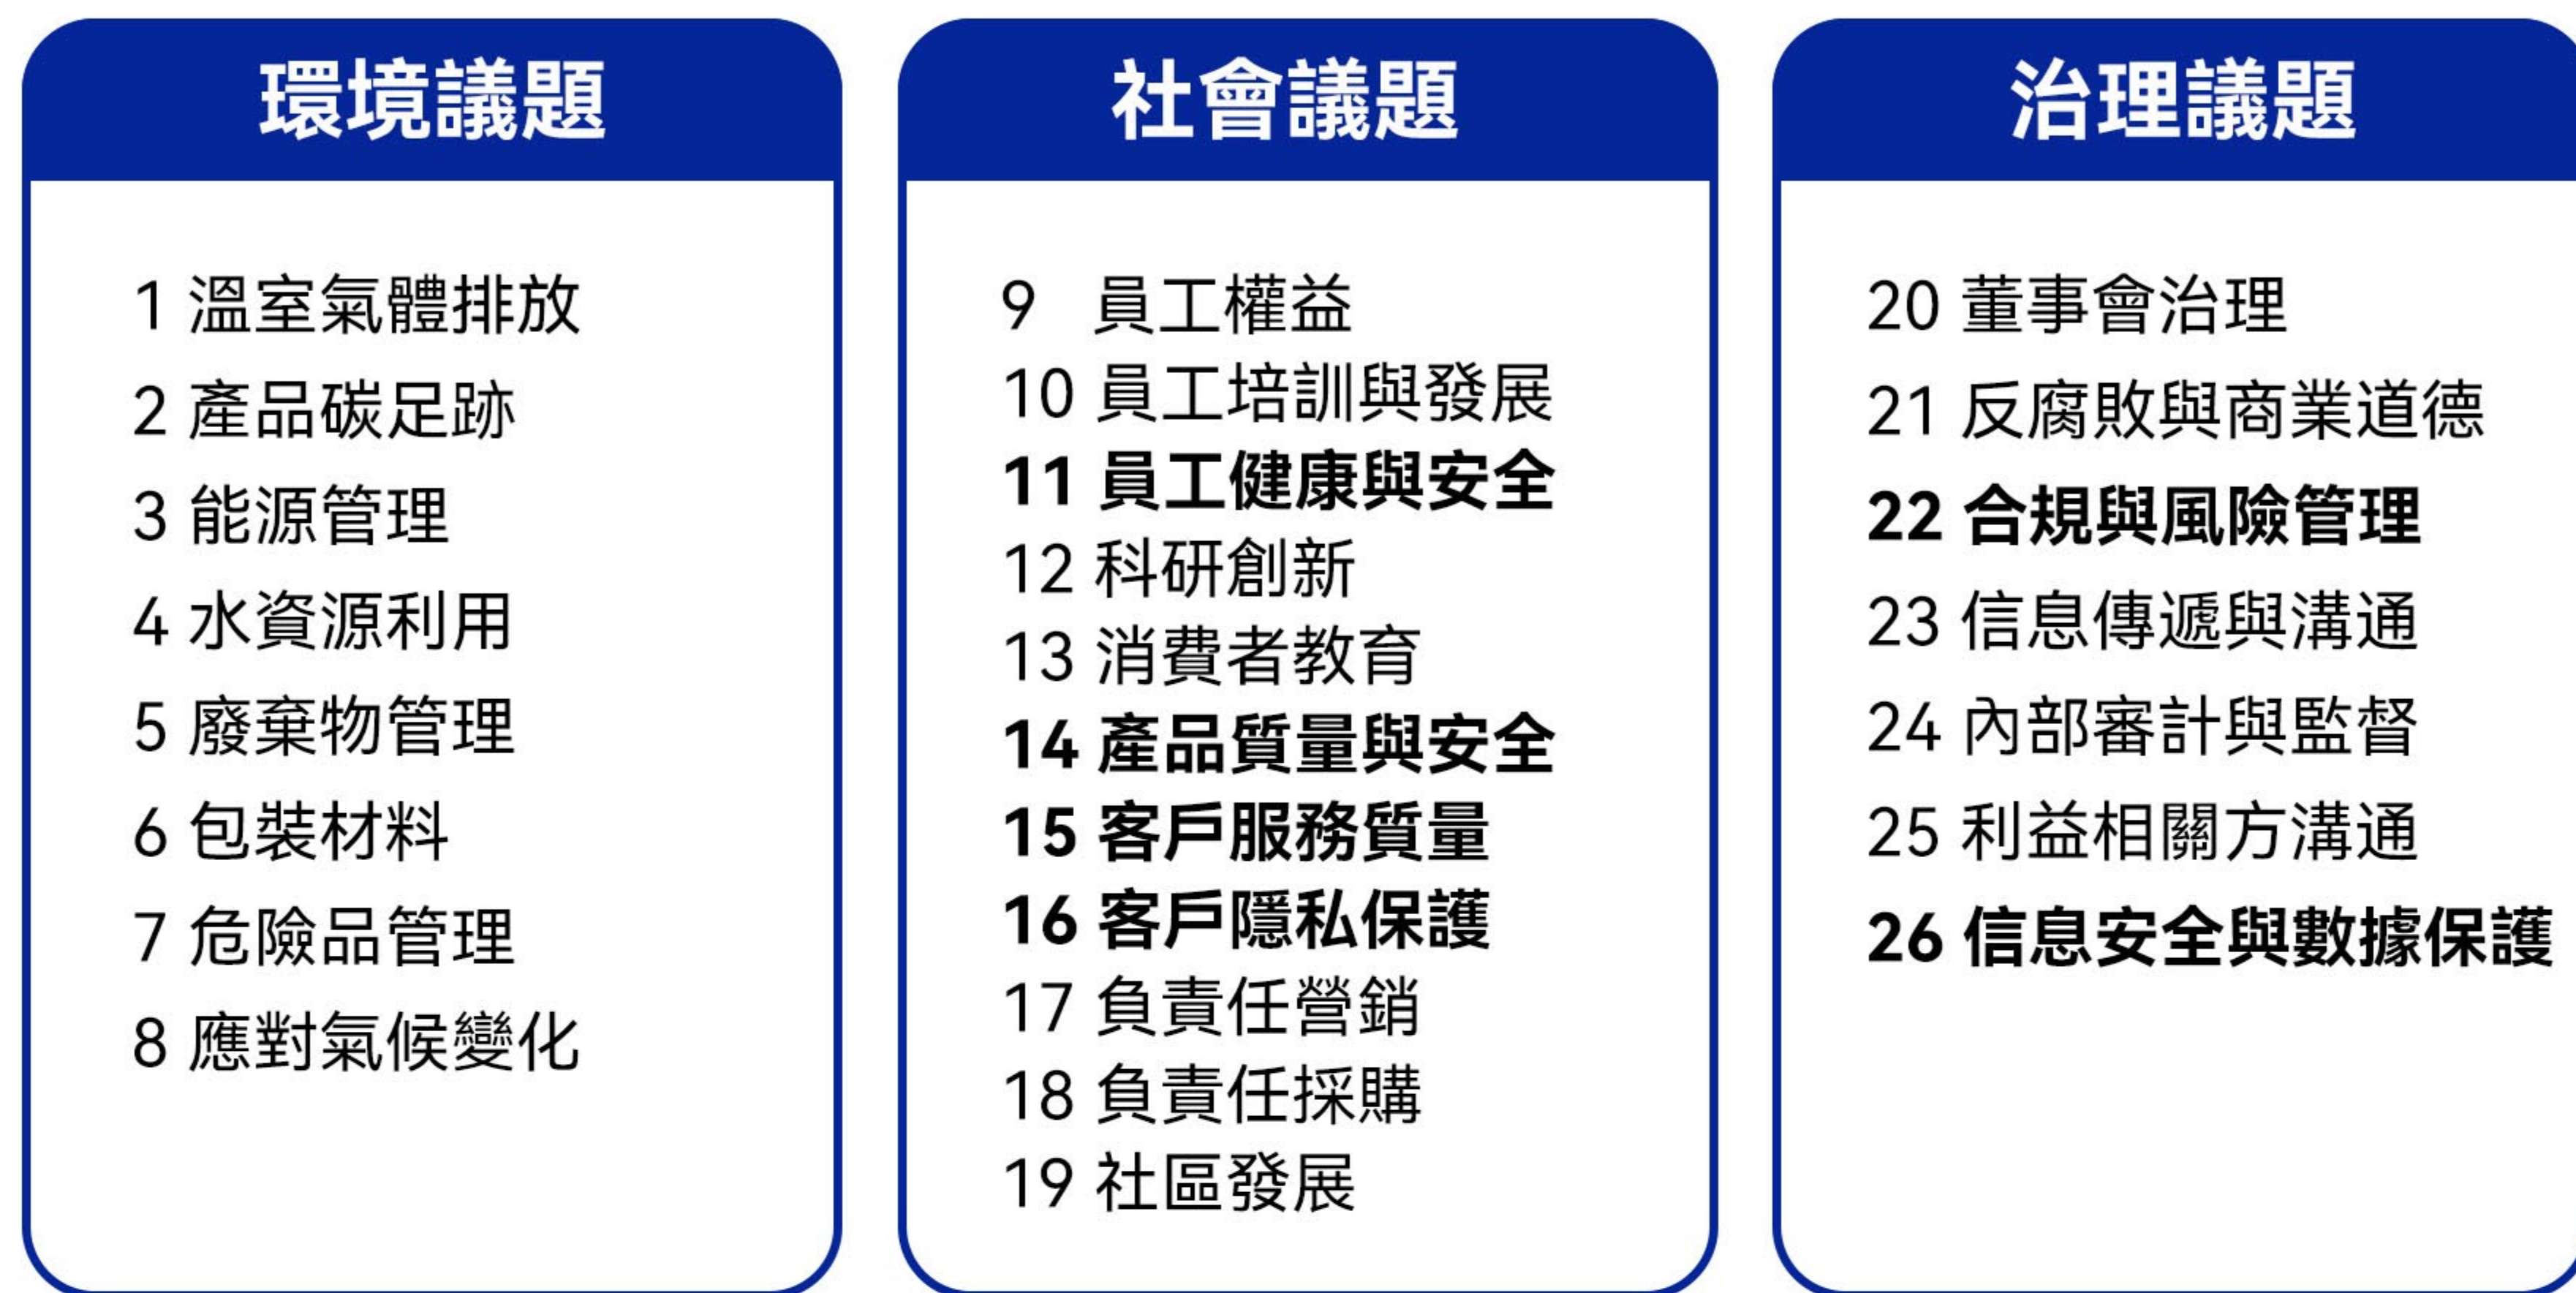 環境議題
1 溫室氣體排放
2 產品碳足跡
3 能源管理
4 水資源利用
5 廢棄物管理
6 包裝材料
7 危險品管理
8 應對氣候變化
社會議題
9 員工權益
10 員工培訓與發展
11 員工健康與安全
12 科研創新
13 消費者教育
14 產品質量與安全
15 客戶服務質量
16 客戶隱私保護
17 負責任營銷
18 負責任採購
19 社區發展
治理議題
20 董事會治理
21 反腐敗與商業道德
22 合規與風險管理
23 信息傳遞與溝通
24 內部審計與監督
25 利益相關方溝通
26 信息安全與數據保護